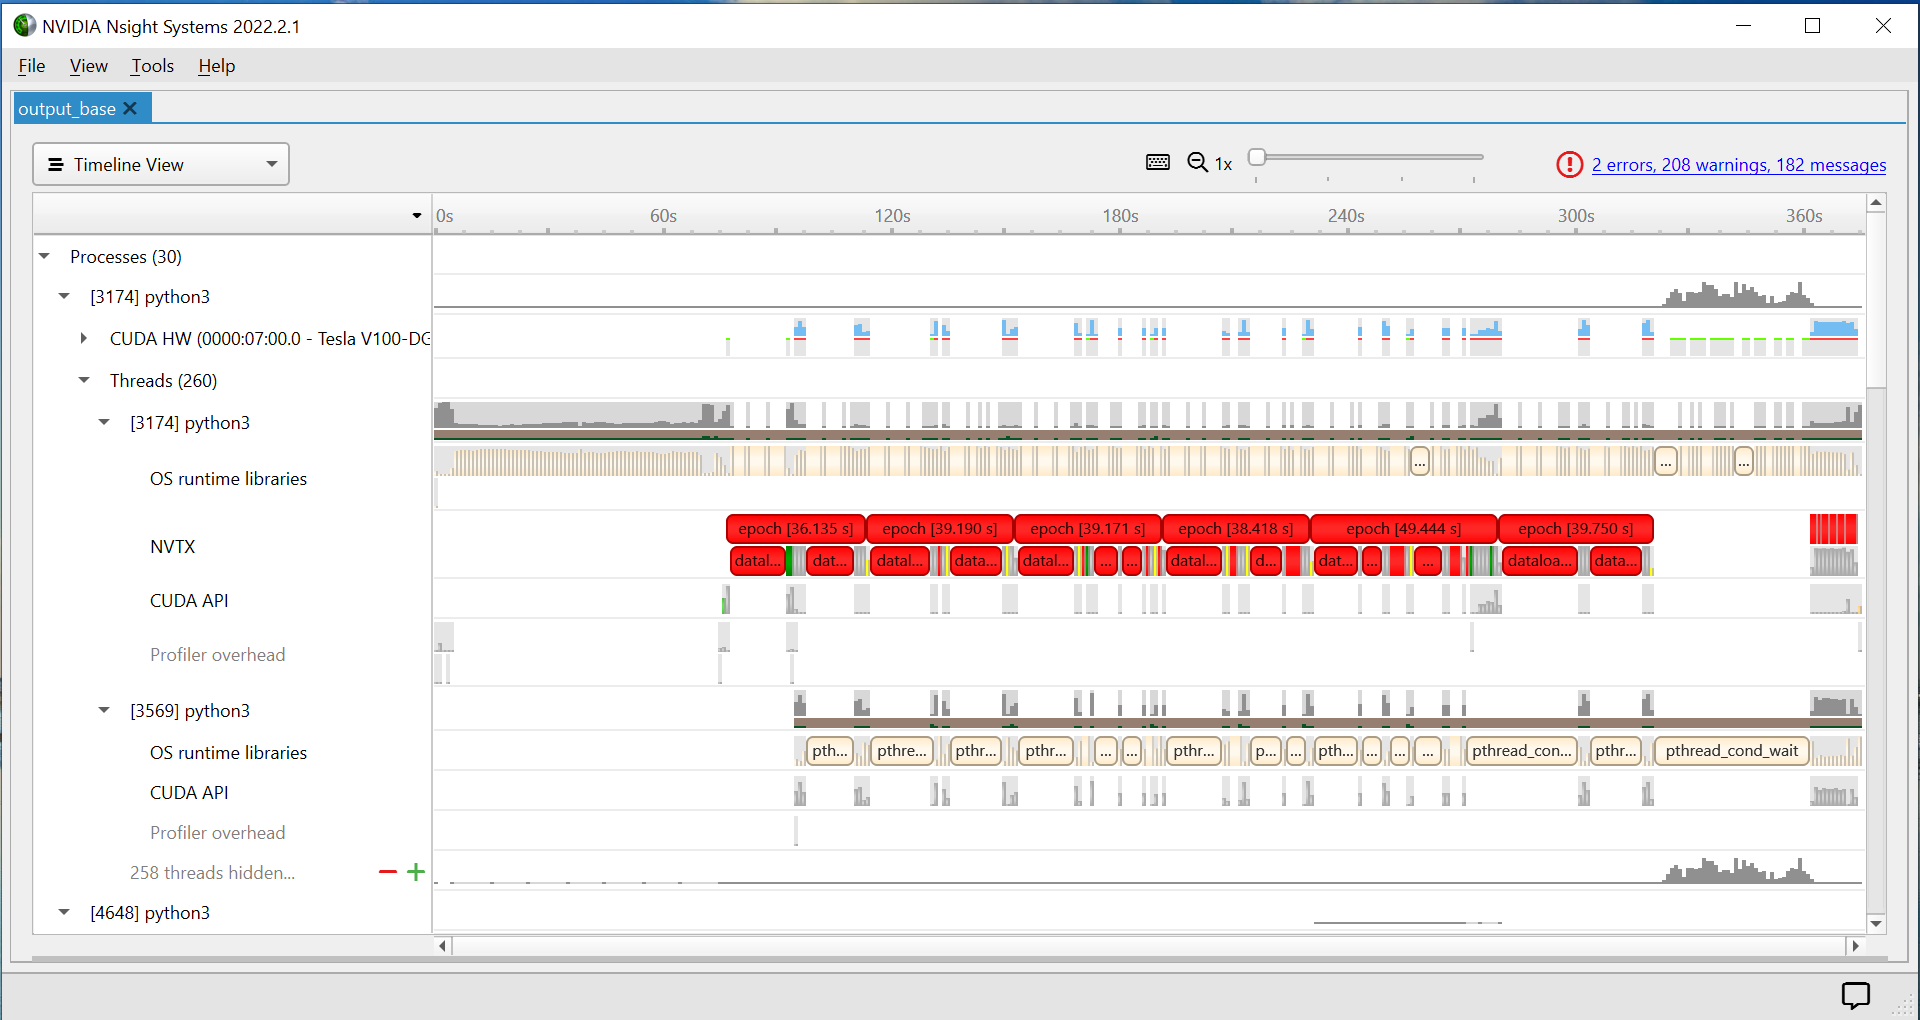 NVIDIA Nsight Systems 2022.2.1
File View Tools Help
output_base
Timeline View 1x 2 errors, 208 warnings, 182 messages
0s 60s 120s 180s 240s 300s 360s
Processes (30)
[3174] python3
CUDA HW (0000:07:00.0 - Tesla V100-DG
Threads (260)
[3174] python3
OS runtime libraries ... ... ...
epoch [36.135 s] epoch [39.190 s] epoch [39.171 s] epoch [38.418 s] epoch [49.444 s] epoch [39.750 s]
NVTX
datal... dat... datal... data... datal... ... ... datal... d... dat... ... ... dataloa... data...
CUDA API
Profiler overhead
[3569] python3
OS runtime libraries pth... pthre... pthr... pthr... ... ... pthr... p... ... pth... ... ... ... pthread_con... pthr... pthread_cond_wait
CUDA API
Profiler overhead
258 threads hidden...
[4648] python3